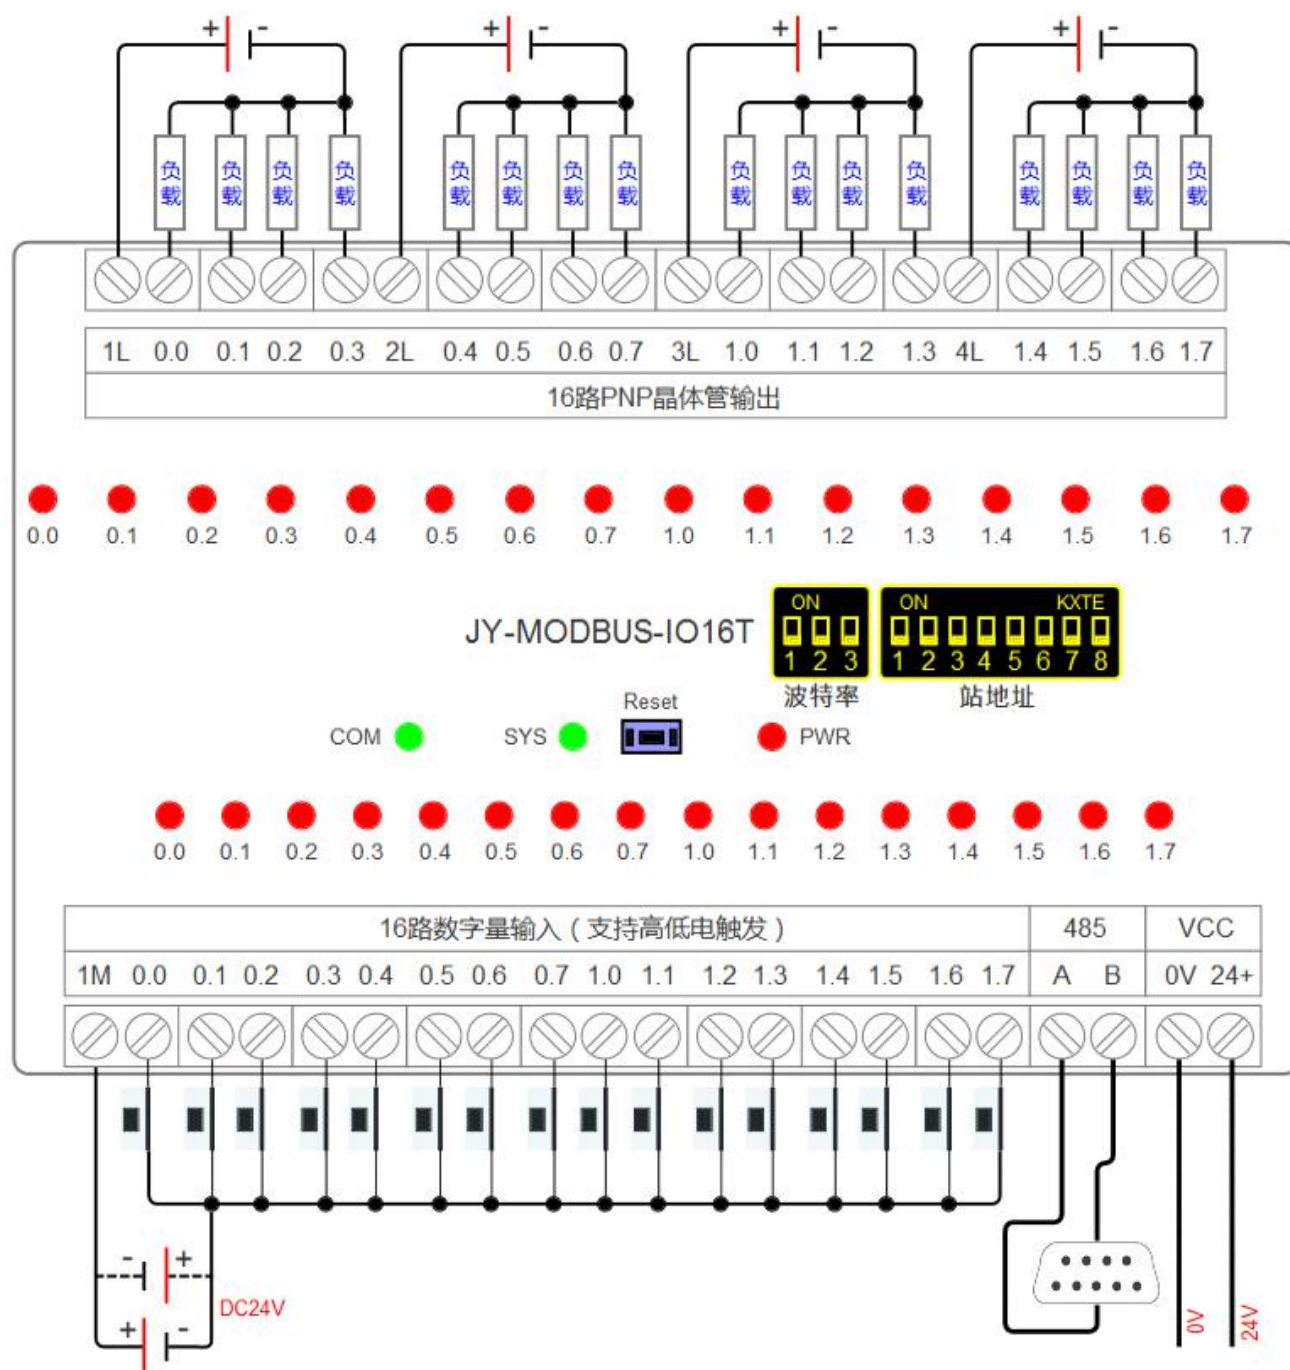 + - + - + - + -
负载 负载 负载 负载 负载 负载 负载 负载 负载 负载 负载 负载 负载 负载 负载 负载
1L 0.0 0.1 0.2 0.3 2L 0.4 0.5 0.6 0.7 3L 1.0 1.1 1.2 1.3 4L 1.4 1.5 1.6 1.7
16路PNP晶体管输出
0.0 0.1 0.2 0.3 0.4 0.5 0.6 0.7 1.0 1.1 1.2 1.3 1.4 1.5 1.6 1.7
ON ON KXTE
JY-MODBUS-IO16T
1 2 3 1 2 3 4 5 6 7 8
波特率 站地址
Reset
COM SYS PWR
0.0 0.1 0.2 0.3 0.4 0.5 0.6 0.7 1.0 1.1 1.2 1.3 1.4 1.5 1.6 1.7
16路数字量输入（支持高低电触发） 485 VCC
1M 0.0 0.1 0.2 0.3 0.4 0.5 0.6 0.7 1.0 1.1 1.2 1.3 1.4 1.5 1.6 1.7 A B 0V 24+
- +
DC24V
+ -
0V 24V